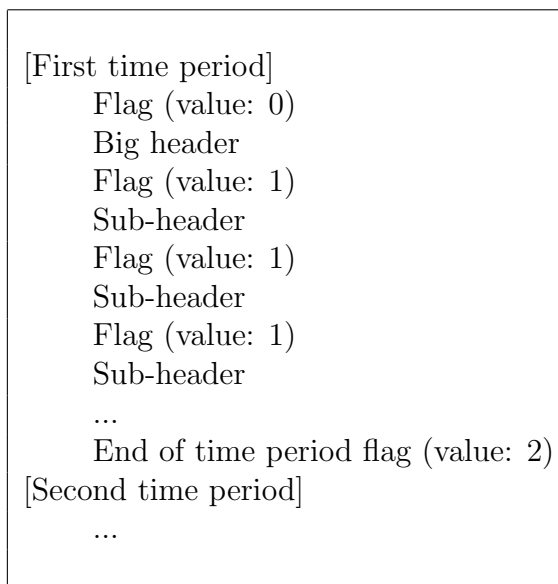 [First time period]
Flag (value: 0)
Big header
Flag (value: 1)
Sub-header
Flag (value: 1)
Sub-header
Flag (value: 1)
Sub-header
...
End of time period flag (value: 2)
[Second time period]
...